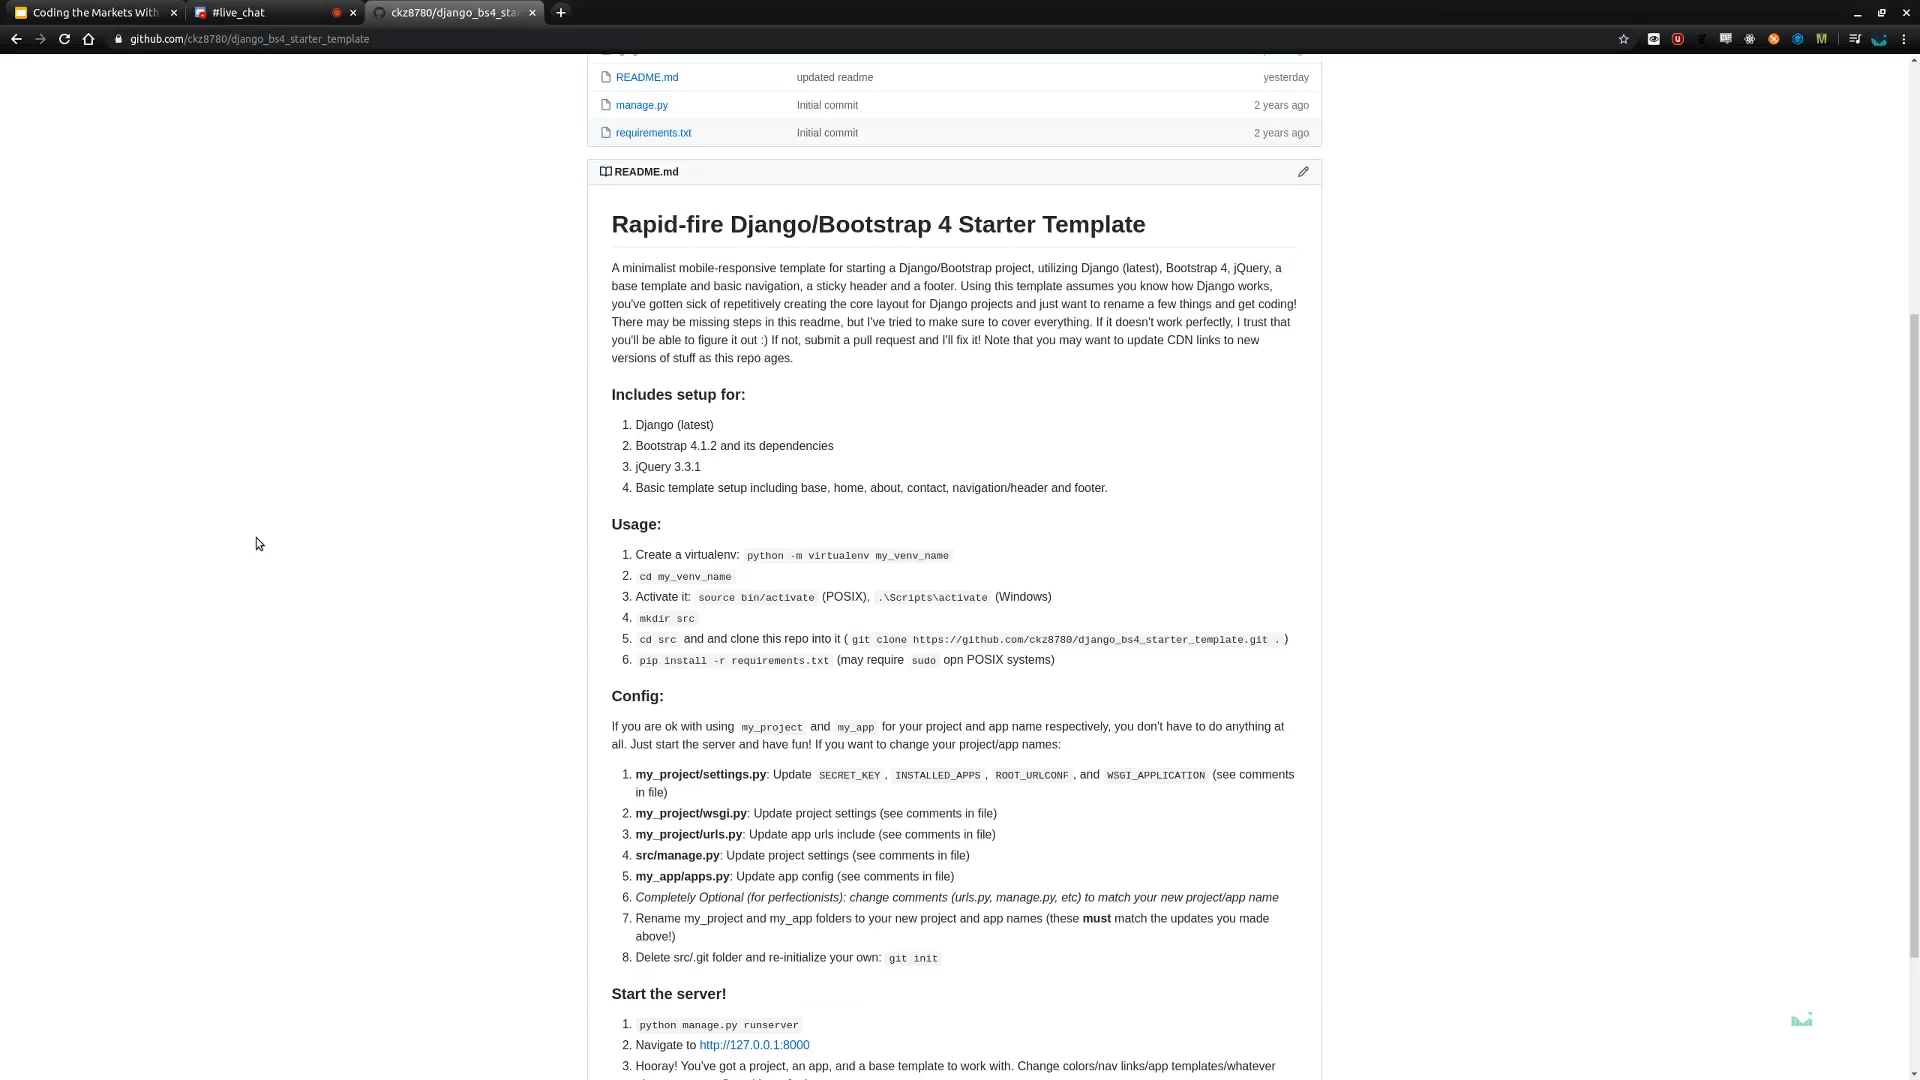 Coding the Markets With
#live_chat
ckz8780/django_bs4_sta
github.com/ckz8780/django_bs4_starter_template
README.md updated readme yesterday
manage.py Initial commit 2 years ago
requirements.txt Initial commit 2 years ago
README.md
Rapid-fire Django/Bootstrap 4 Starter Template
A minimalist mobile-responsive template for starting a Django/Bootstrap project, utilizing Django (latest), Bootstrap 4, jQuery, a
base template and basic navigation, a sticky header and a footer. Using this template assumes you know how Django works,
you've gotten sick of repetitively creating the core layout for Django projects and just want to rename a few things and get coding!
There may be missing steps in this readme, but I've tried to make sure to cover everything. If it doesn't work perfectly, I trust that
you'll be able to figure it out :) If not, submit a pull request and I'll fix it! Note that you may want to update CDN links to new
versions of stuff as this repo ages.
Includes setup for:
1. Django (latest)
2. Bootstrap 4.1.2 and its dependencies
3. jQuery 3.3.1
4. Basic template setup including base, home, about, contact, navigation/header and footer.
Usage:
1. Create a virtualenv: python -m virtualenv my_venv_name
2. cd my_venv_name
3. Activate it: source bin/activate (POSIX), .\Scripts\activate (Windows)
4. mkdir src
5. cd src and and clone this repo into it ( git clone https://github.com/ckz8780/django_bs4_starter_template.git . )
6. pip install -r requirements.txt (may require sudo opn POSIX systems)
Config:
If you are ok with using my_project and my_app for your project and app name respectively, you don't have to do anything at
all. Just start the server and have fun! If you want to change your project/app names:
1. my_project/settings.py: Update SECRET_KEY , INSTALLED_APPS , ROOT_URLCONF , and WSGI_APPLICATION (see comments
in file)
2. my_project/wsgi.py: Update project settings (see comments in file)
3. my_project/urls.py: Update app urls include (see comments in file)
4. src/manage.py: Update project settings (see comments in file)
5. my_app/apps.py: Update app config (see comments in file)
6. Completely Optional (for perfectionists): change comments (urls.py, manage.py, etc) to match your new project/app name
7. Rename my_project and my_app folders to your new project and app names (these must match the updates you made
above!)
8. Delete src/.git folder and re-initialize your own: git init
Start the server!
1. python manage.py runserver
2. Navigate to http://127.0.0.1:8000
3. Hooray! You've got a project, an app, and a base template to work with. Change colors/nav links/app templates/whatever